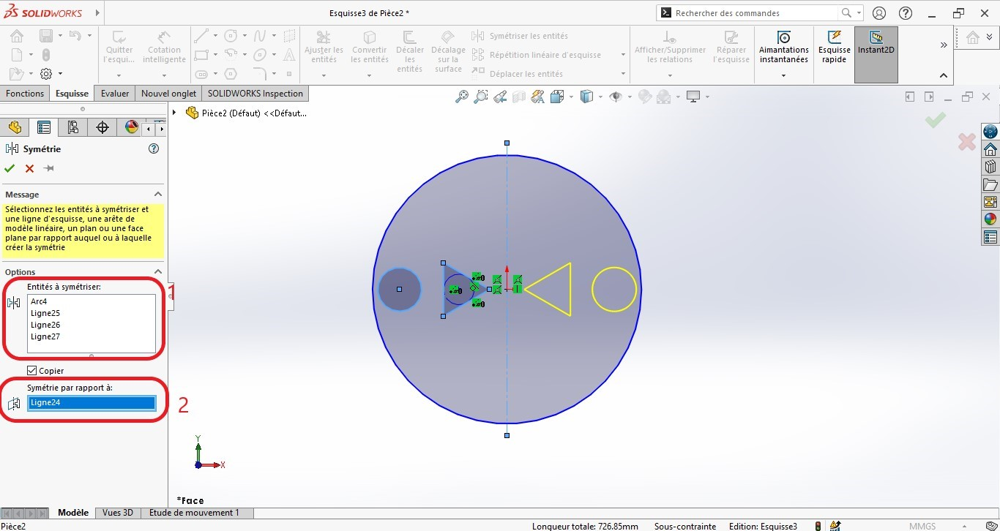 SOLIDWORKS
Esquisse3 de Pièce2 *
Rechercher des commandes
Quitter l'esqui...
Cotation intelligente
Ajuster les entités
Convertir les entités
Décaler les entités
Décalage sur la surface
Symétriser les entités
Répétition linéaire d'esquisse
Déplacer les entités
Afficher/Supprimer les relations
Réparer l'esquisse
Aimantations instantanées
Esquisse rapide
Instant2D
Fonctions
Esquisse
Evaluer
Nouvel onglet
SOLIDWORKS Inspection
Pièce2 (Défaut) <<Défaut...
Symétrie
Message
Sélectionnez les entités à symétriser et
une ligne d'esquisse, une arête de
modèle linéaire, un plan ou une face
plane par rapport auquel ou à laquelle
créer la symétrie
Options
Entités à symétriser:
1
Arc4
Ligne25
Ligne26
Ligne27
Copier
Symétrie par rapport à:
Ligne24
2
Y
X
*Face
Modèle
Vues 3D
Etude de mouvement 1
Pièce2
Longueur totale: 726.85mm
Sous-contrainte
Edition: Esquisse3
MMGS